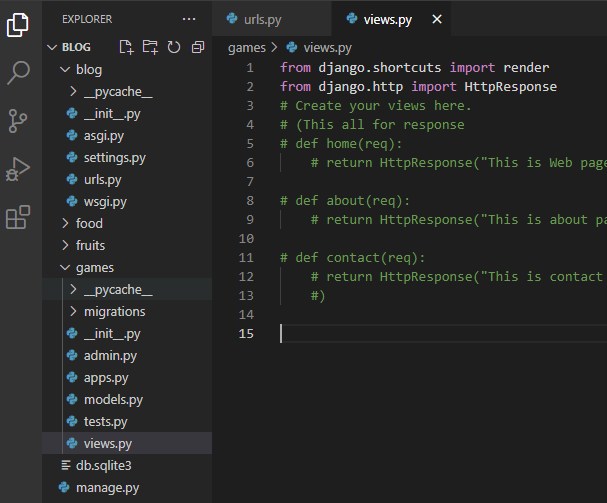 EXPLORER
BLOG
blog
__pycache__
__init__.py
asgi.py
settings.py
urls.py
wsgi.py
food
fruits
games
__pycache__
migrations
__init__.py
admin.py
apps.py
models.py
tests.py
views.py
db.sqlite3
manage.py
urls.py
views.py
games > views.py
1 from django.shortcuts import render
2 from django.http import HttpResponse
3 # Create your views here.
4 # (This all for response
5 # def home(req):
6 # return HttpResponse("This is Web page
7
8 # def about(req):
9 # return HttpResponse("This is about pa
10
11 # def contact(req):
12 # return HttpResponse("This is contact
13 #)
14
15